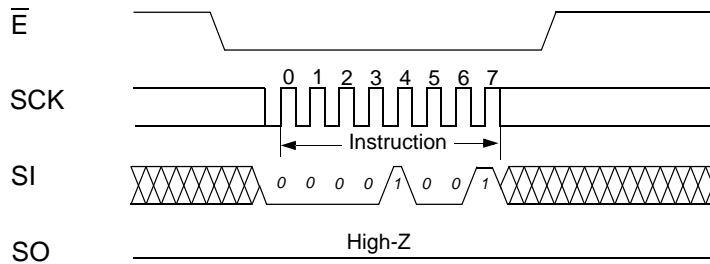 E̅
SCK
0 1 2 3 4 5 6 7
Instruction
SI
0 0 0 0 1 0 0 1
High-Z
SO